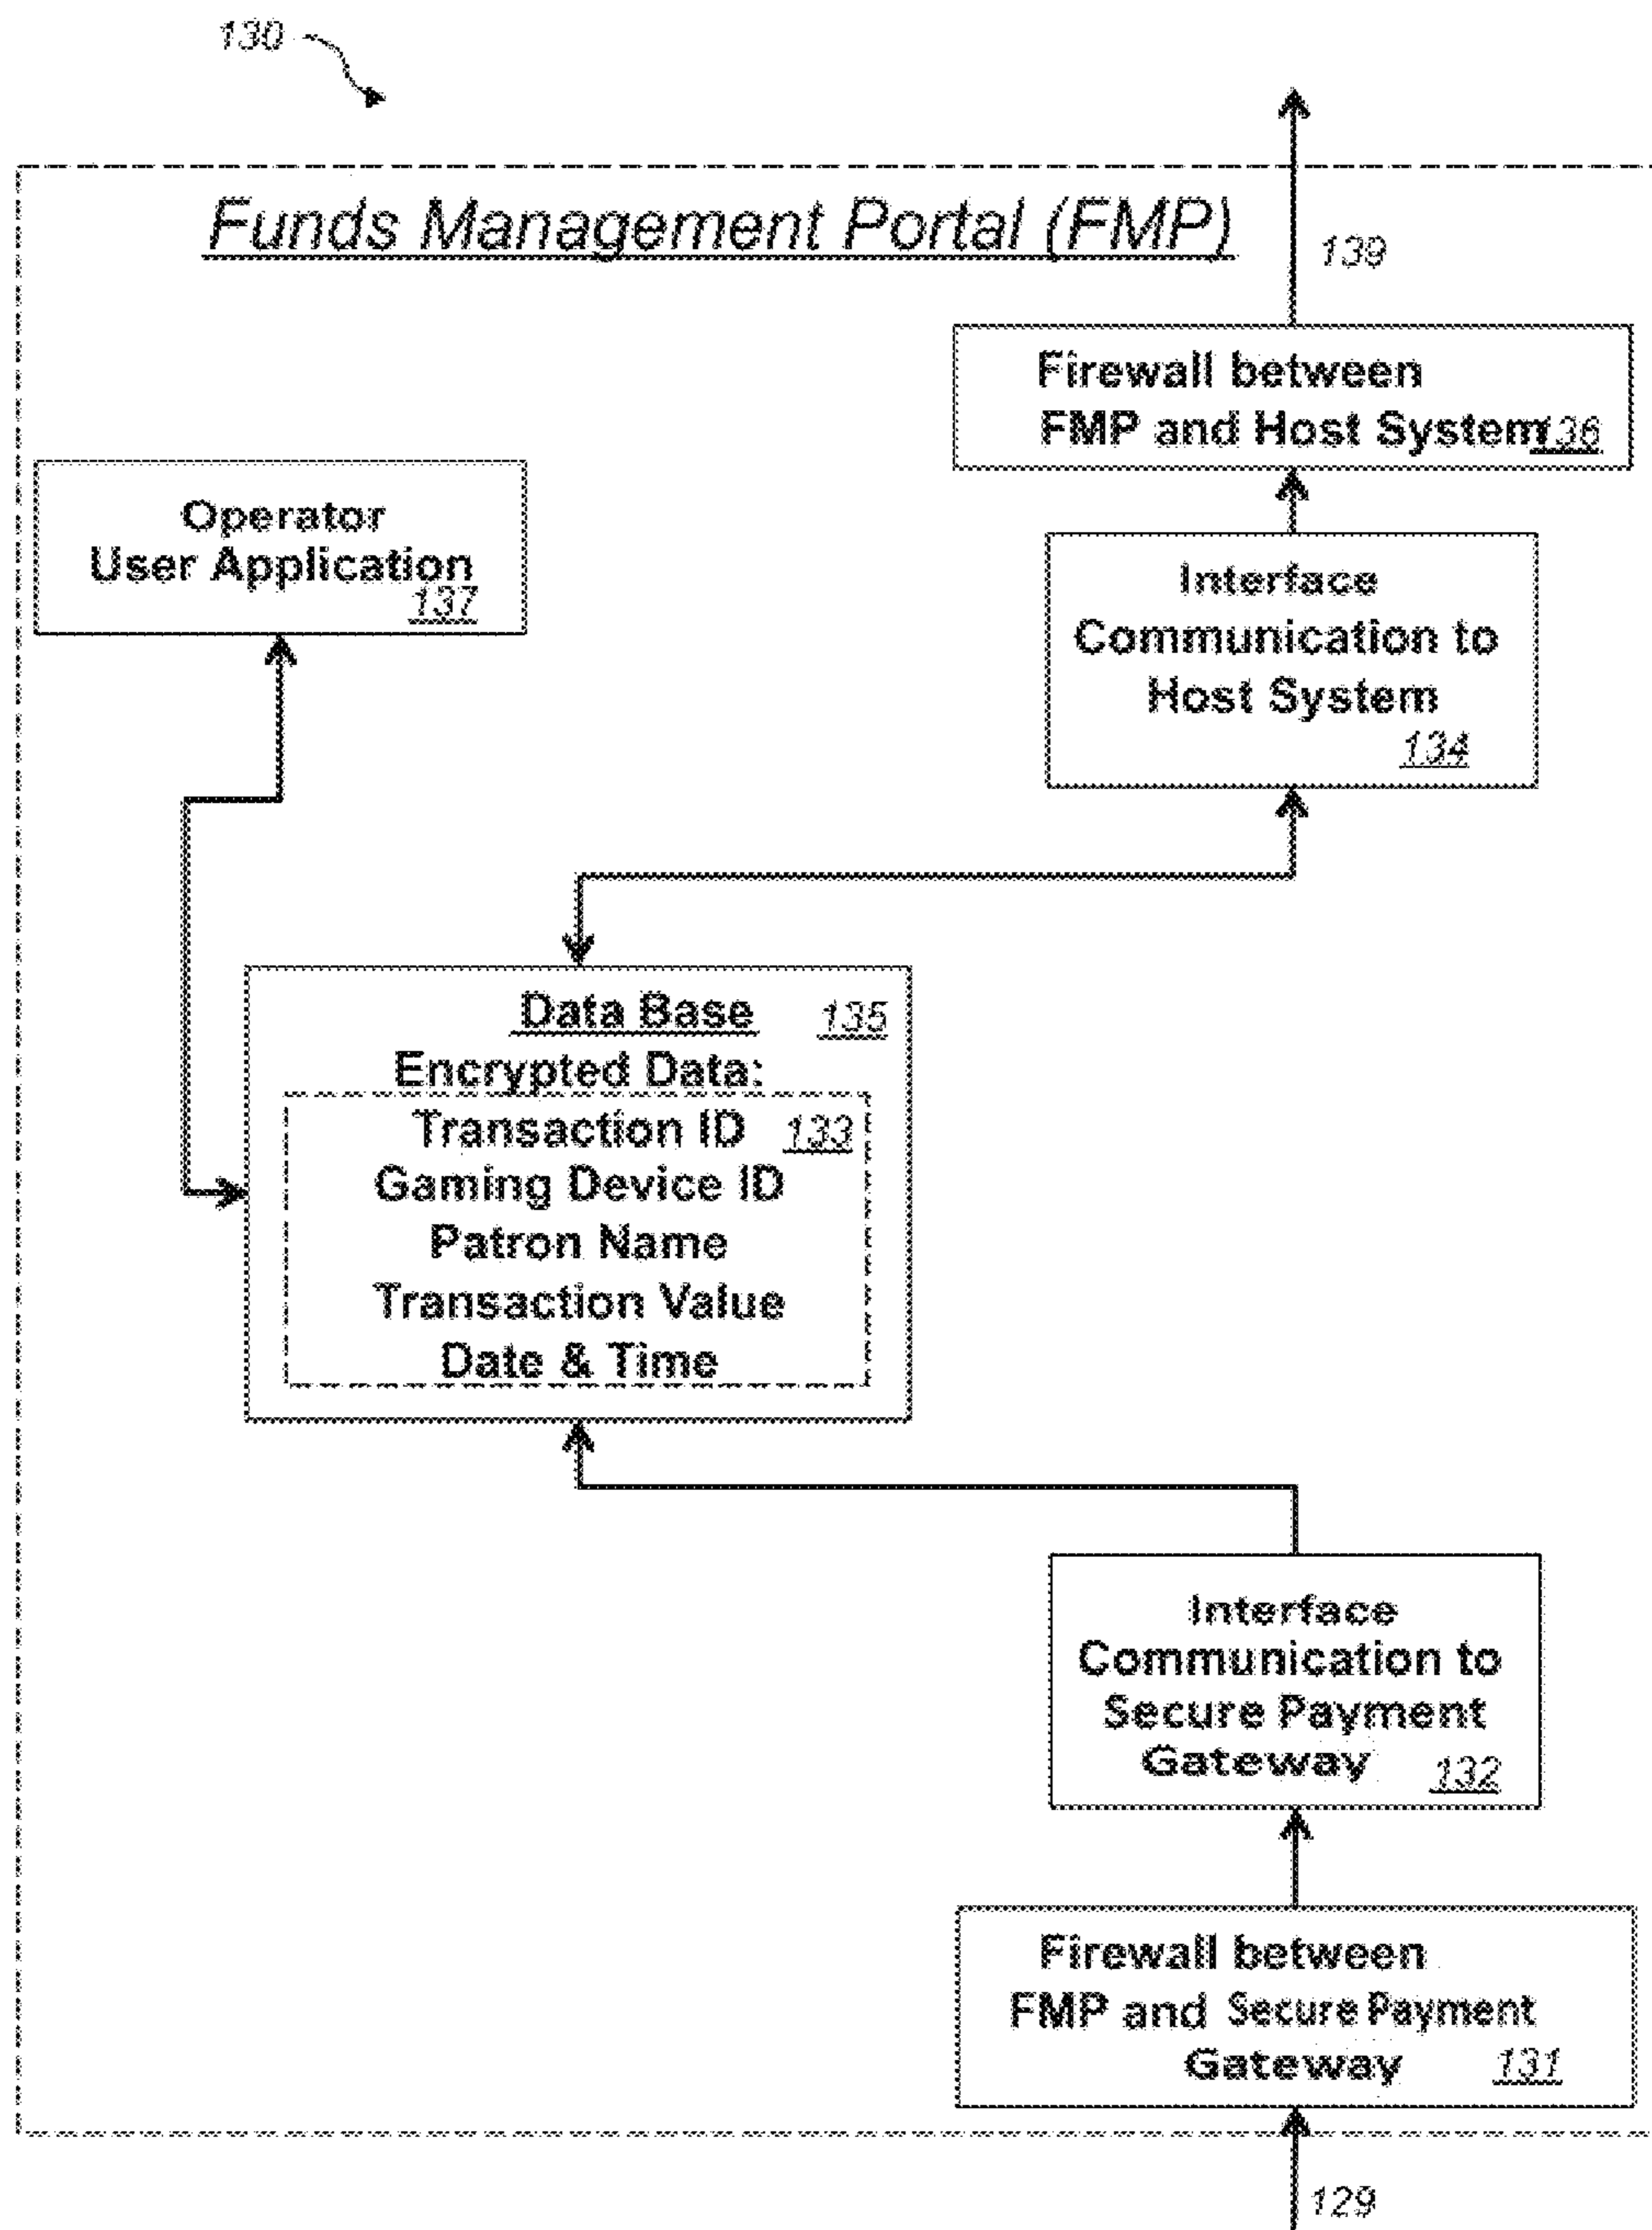 130
Funds Management Portal (FMP)
139
Firewall between
FMP and Host System 136
Operator
User Application
137
Interface
Communication to
Host System
134
Data Base 135
Encrypted Data:
Transaction ID 133
Gaming Device ID
Patron Name
Transaction Value
Date & Time
Interface
Communication to
Secure Payment
Gateway 132
Firewall between
FMP and Secure Payment
Gateway 131
129